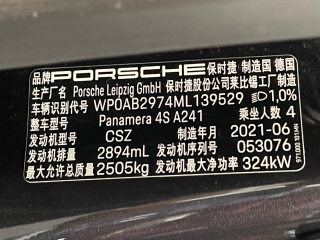 品牌 PORSCHE 保时捷 制造国 德国
生产厂名 Porsche Leipzig GmbH 保时捷股份公司莱比锡工厂制造
车辆识别代号 WP0AB2974ML139529 1,0%
整车型号 Panamera 4S A241 乘坐人数 4
发动机型号 CSZ 制造年月 2021-06
发动机排量 2894mL 发动机序列号 053076
最大允许总质量 2505kg 发动机最大净功率 324kW